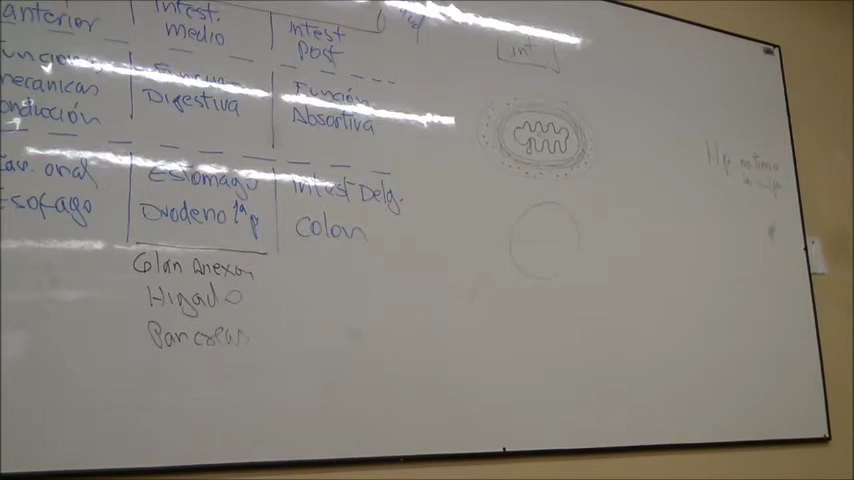 anterior
Funciones
mecanicas
conducción
cav. oral
Esofago
Intest.
Medio
Función
Digestiva
Estomago
Duodeno 1ª p
Glan Anexas
Higado
Pancreas
Intest
Post
Función
Absortiva
Intest Delg.
Colon
int